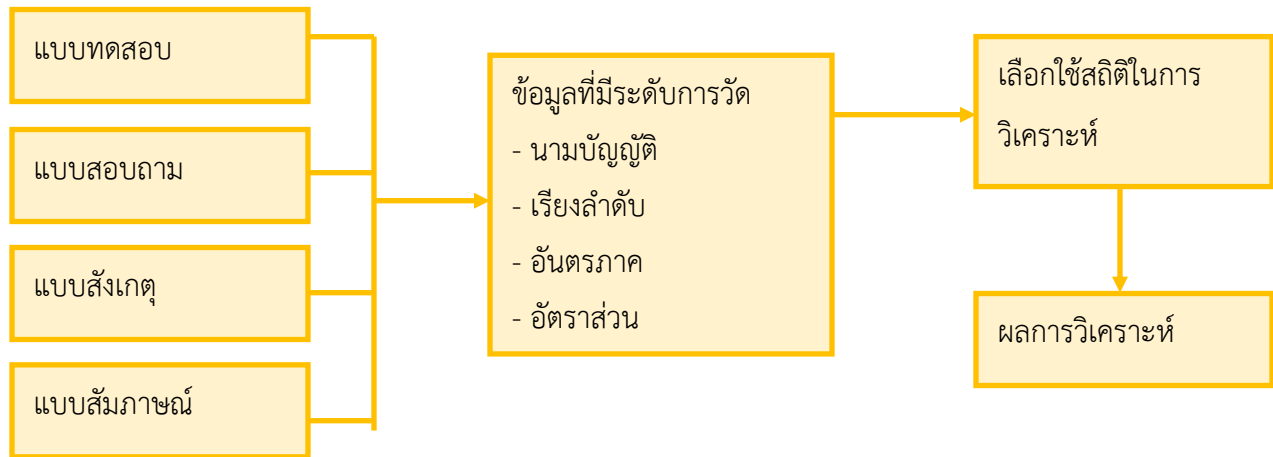 แบบทดสอบ
แบบสอบถาม
แบบสังเกตุ
แบบสัมภาษณ์
ข้อมูลที่มีระดับการวัด
- นามบัญญัติ
- เรียงลำดับ
- อันตรภาค
- อัตราส่วน
เลือกใช้สถิติในการ
วิเคราะห์
ผลการวิเคราะห์